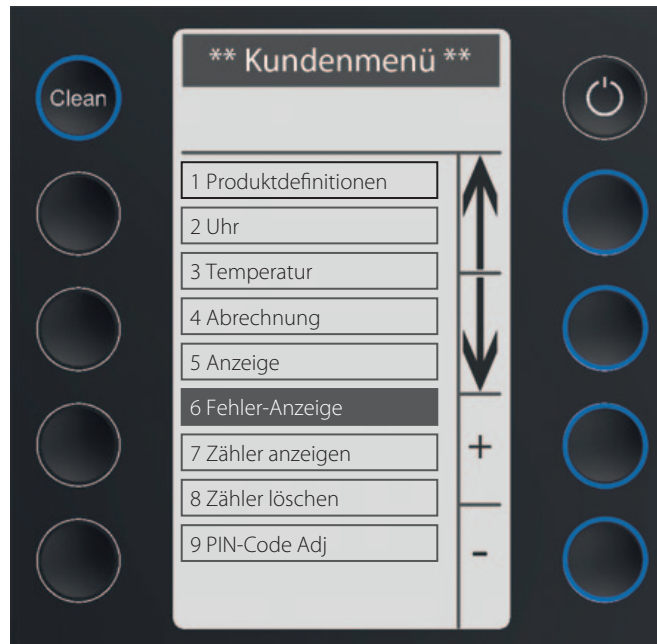 ** Kundenmenü **
Clean
1 Produktdefinitionen
2 Uhr
3 Temperatur
4 Abrechnung
5 Anzeige
6 Fehler-Anzeige
7 Zähler anzeigen
+
8 Zähler löschen
9 PIN-Code Adj
-